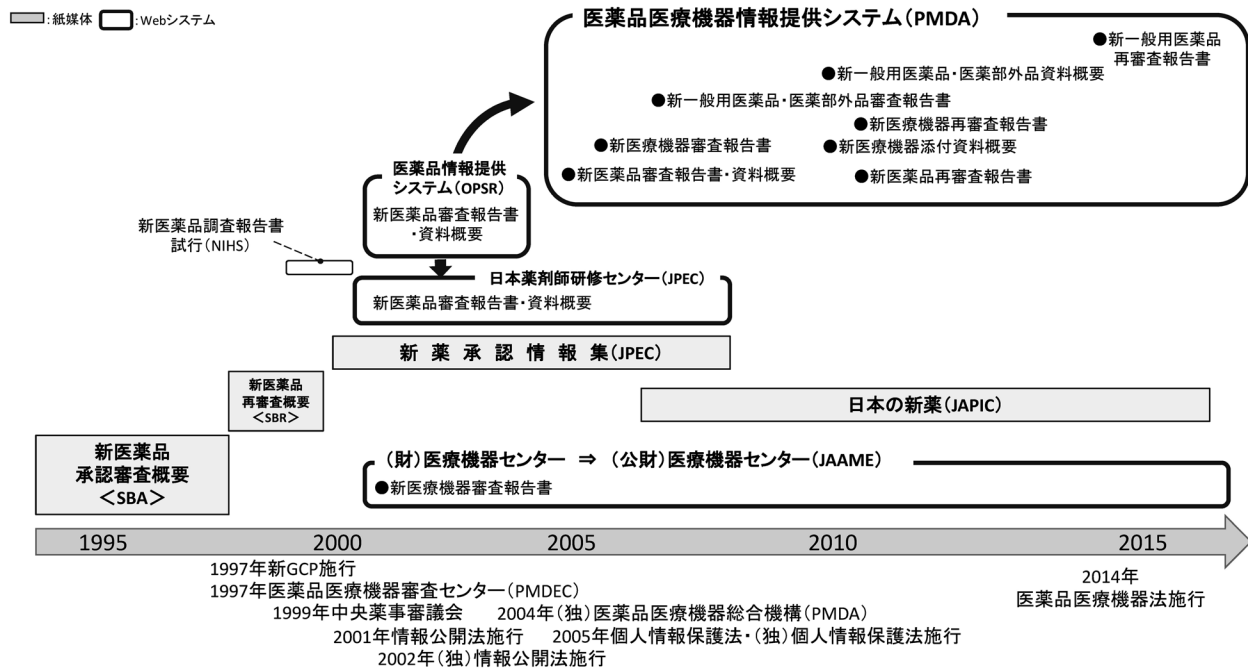 :紙媒体
:Webシステム
医薬品医療機器情報提供システム(PMDA)
●新一般用医薬品
再審査報告書
●新一般用医薬品・医薬部外品資料概要
●新一般用医薬品・医薬部外品審査報告書
●新医療機器再審査報告書
●新医療機器審査報告書
●新医療機器添付資料概要
●新医薬品審査報告書・資料概要
●新医薬品再審査報告書
医薬品情報提供
システム(OPSR)
新医薬品審査報告書
・資料概要
新医薬品調査報告書
試行(NIHS)
日本薬剤師研修センター(JPEC)
新医薬品審査報告書・資料概要
新薬承認情報集(JPEC)
新医薬品
再審査概要
<SBR>
日本の新薬(JAPIC)
新医薬品
承認審査概要
<SBA>
(財)医療機器センター ⇒ (公財)医療機器センター(JAAME)
●新医療機器審査報告書
1995 2000 2005 2010 2015
1997年新GCP施行
1997年医薬品医療機器審査センター(PMDEC)
1999年中央薬事審議会
2004年(独)医薬品医療機器総合機構(PMDA)
2001年情報公開法施行
2005年個人情報保護法・(独)個人情報保護法施行
2002年(独)情報公開法施行
2014年
医薬品医療機器法施行